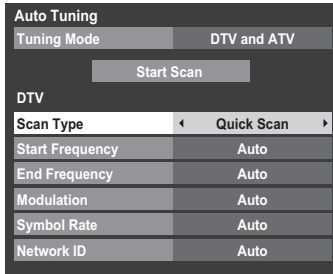 Auto Tuning
Tuning Mode DTV and ATV
Start Scan
DTV
Scan Type Quick Scan
Start Frequency Auto
End Frequency Auto
Modulation Auto
Symbol Rate Auto
Network ID Auto